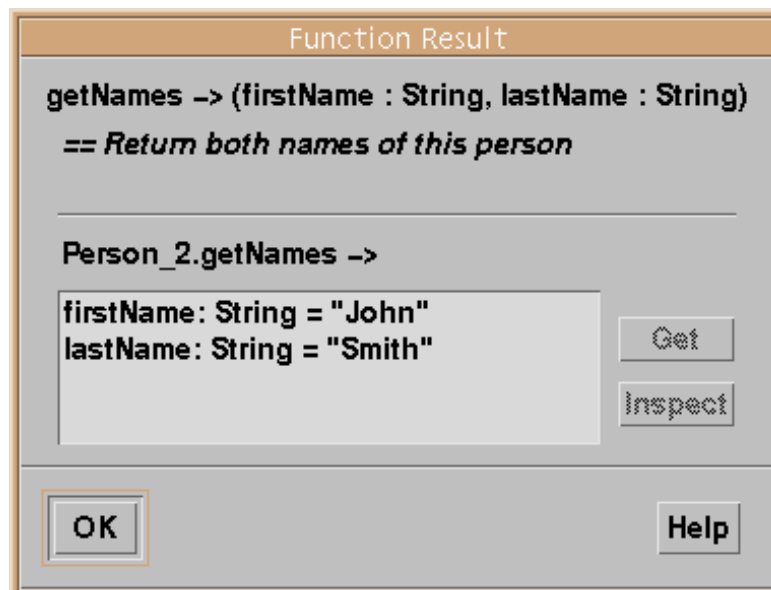 Function Result
getNames –> (firstName : String, lastName : String)
== Return both names of this person
Person_2.getNames –>
firstName: String = "John"
lastName: String = "Smith"
Get
Inspect
OK
Help